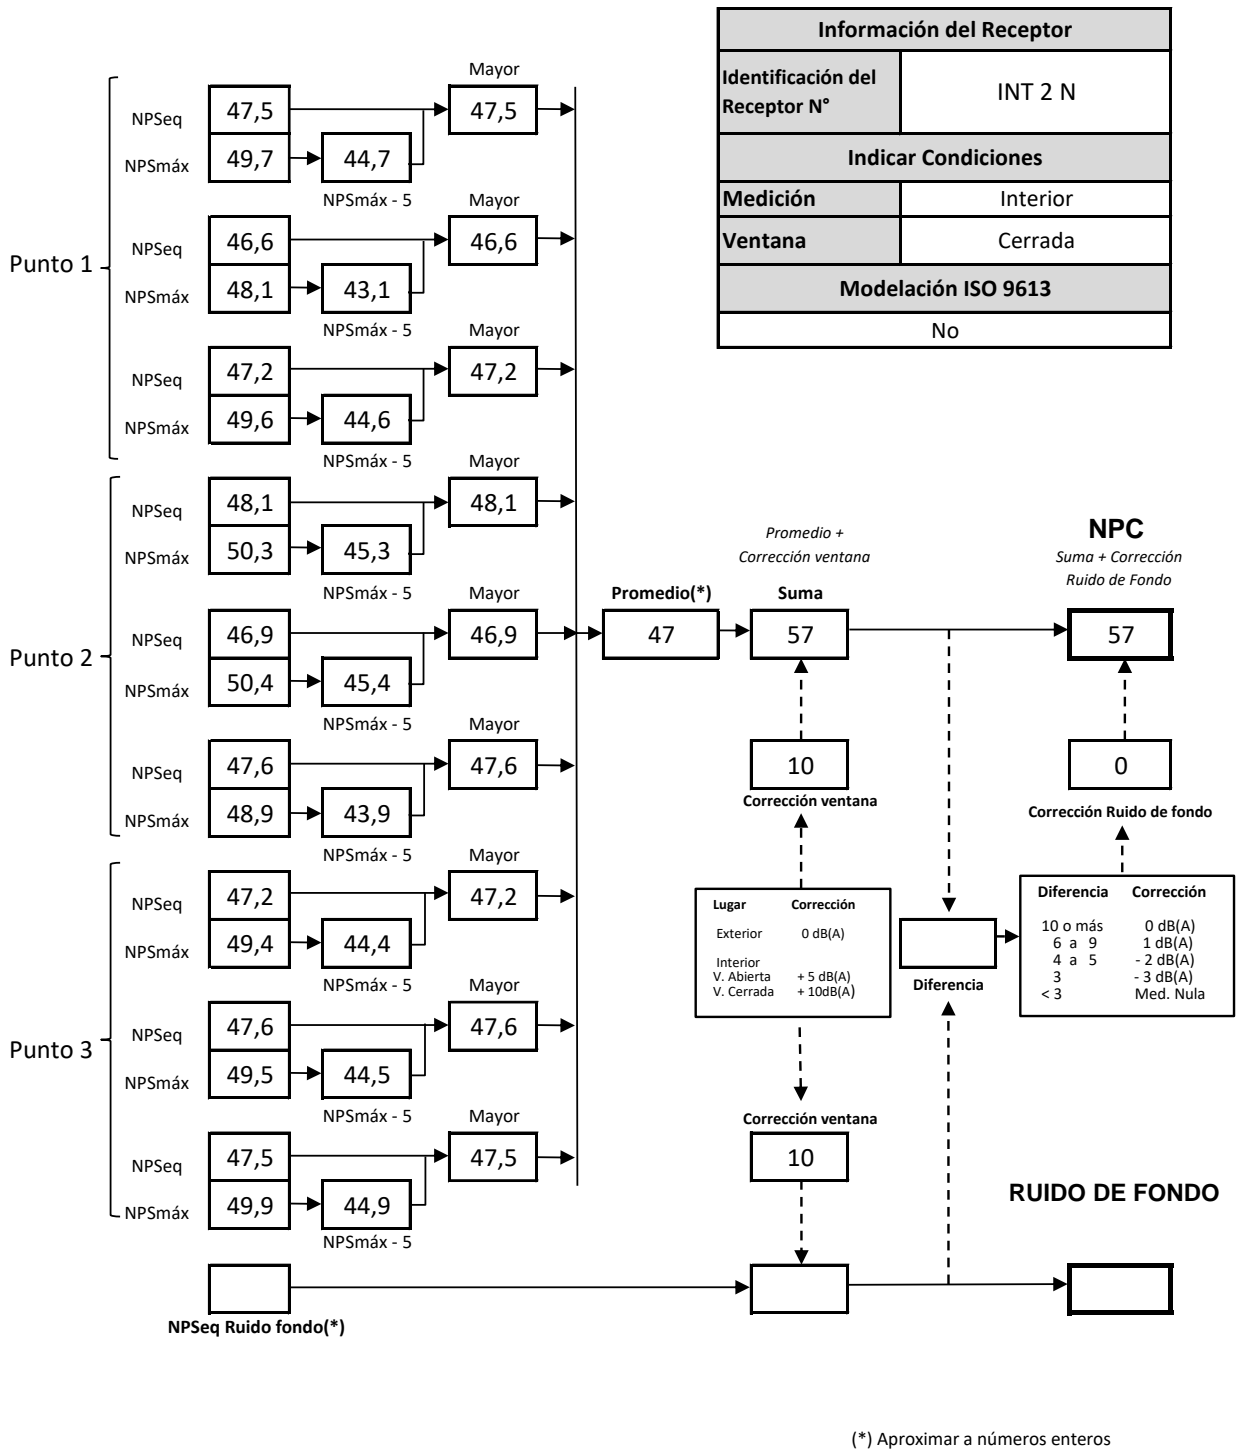 Información del Receptor
Identificación del
Receptor N°
INT 2 N
Indicar Condiciones
Medición Interior
Ventana Cerrada
Modelación ISO 9613
No
Punto 1
Mayor
NPSeq 47,5 47,5
NPSmáx 49,7 44,7
NPSmáx - 5
Mayor
NPSeq 46,6 46,6
NPSmáx 48,1 43,1
NPSmáx - 5
Mayor
NPSeq 47,2 47,2
NPSmáx 49,6 44,6
NPSmáx - 5
Punto 2
Mayor
NPSeq 48,1 48,1
NPSmáx 50,3 45,3
NPSmáx - 5
Mayor
NPSeq 46,9 46,9
NPSmáx 50,4 45,4
NPSmáx - 5
Mayor
NPSeq 47,6 47,6
NPSmáx 48,9 43,9
NPSmáx - 5
Punto 3
Mayor
NPSeq 47,2 47,2
NPSmáx 49,4 44,4
NPSmáx - 5
Mayor
NPSeq 47,6 47,6
NPSmáx 49,5 44,5
NPSmáx - 5
Mayor
NPSeq 47,5 47,5
NPSmáx 49,9 44,9
NPSmáx - 5
NPSeq Ruido fondo(*)
Promedio(*)
47
Promedio +
Corrección ventana
Suma
57
10
Corrección ventana
Lugar Corrección
Exterior 0 dB(A)
Interior
V. Abierta + 5 dB(A)
V. Cerrada + 10dB(A)
Corrección ventana
10
Diferencia
NPC
Suma + Corrección
Ruido de Fondo
57
0
Corrección Ruido de fondo
Diferencia Corrección
10 o más 0 dB(A)
6 a 9 1 dB(A)
4 a 5 - 2 dB(A)
3 - 3 dB(A)
< 3 Med. Nula
RUIDO DE FONDO
(*) Aproximar a números enteros